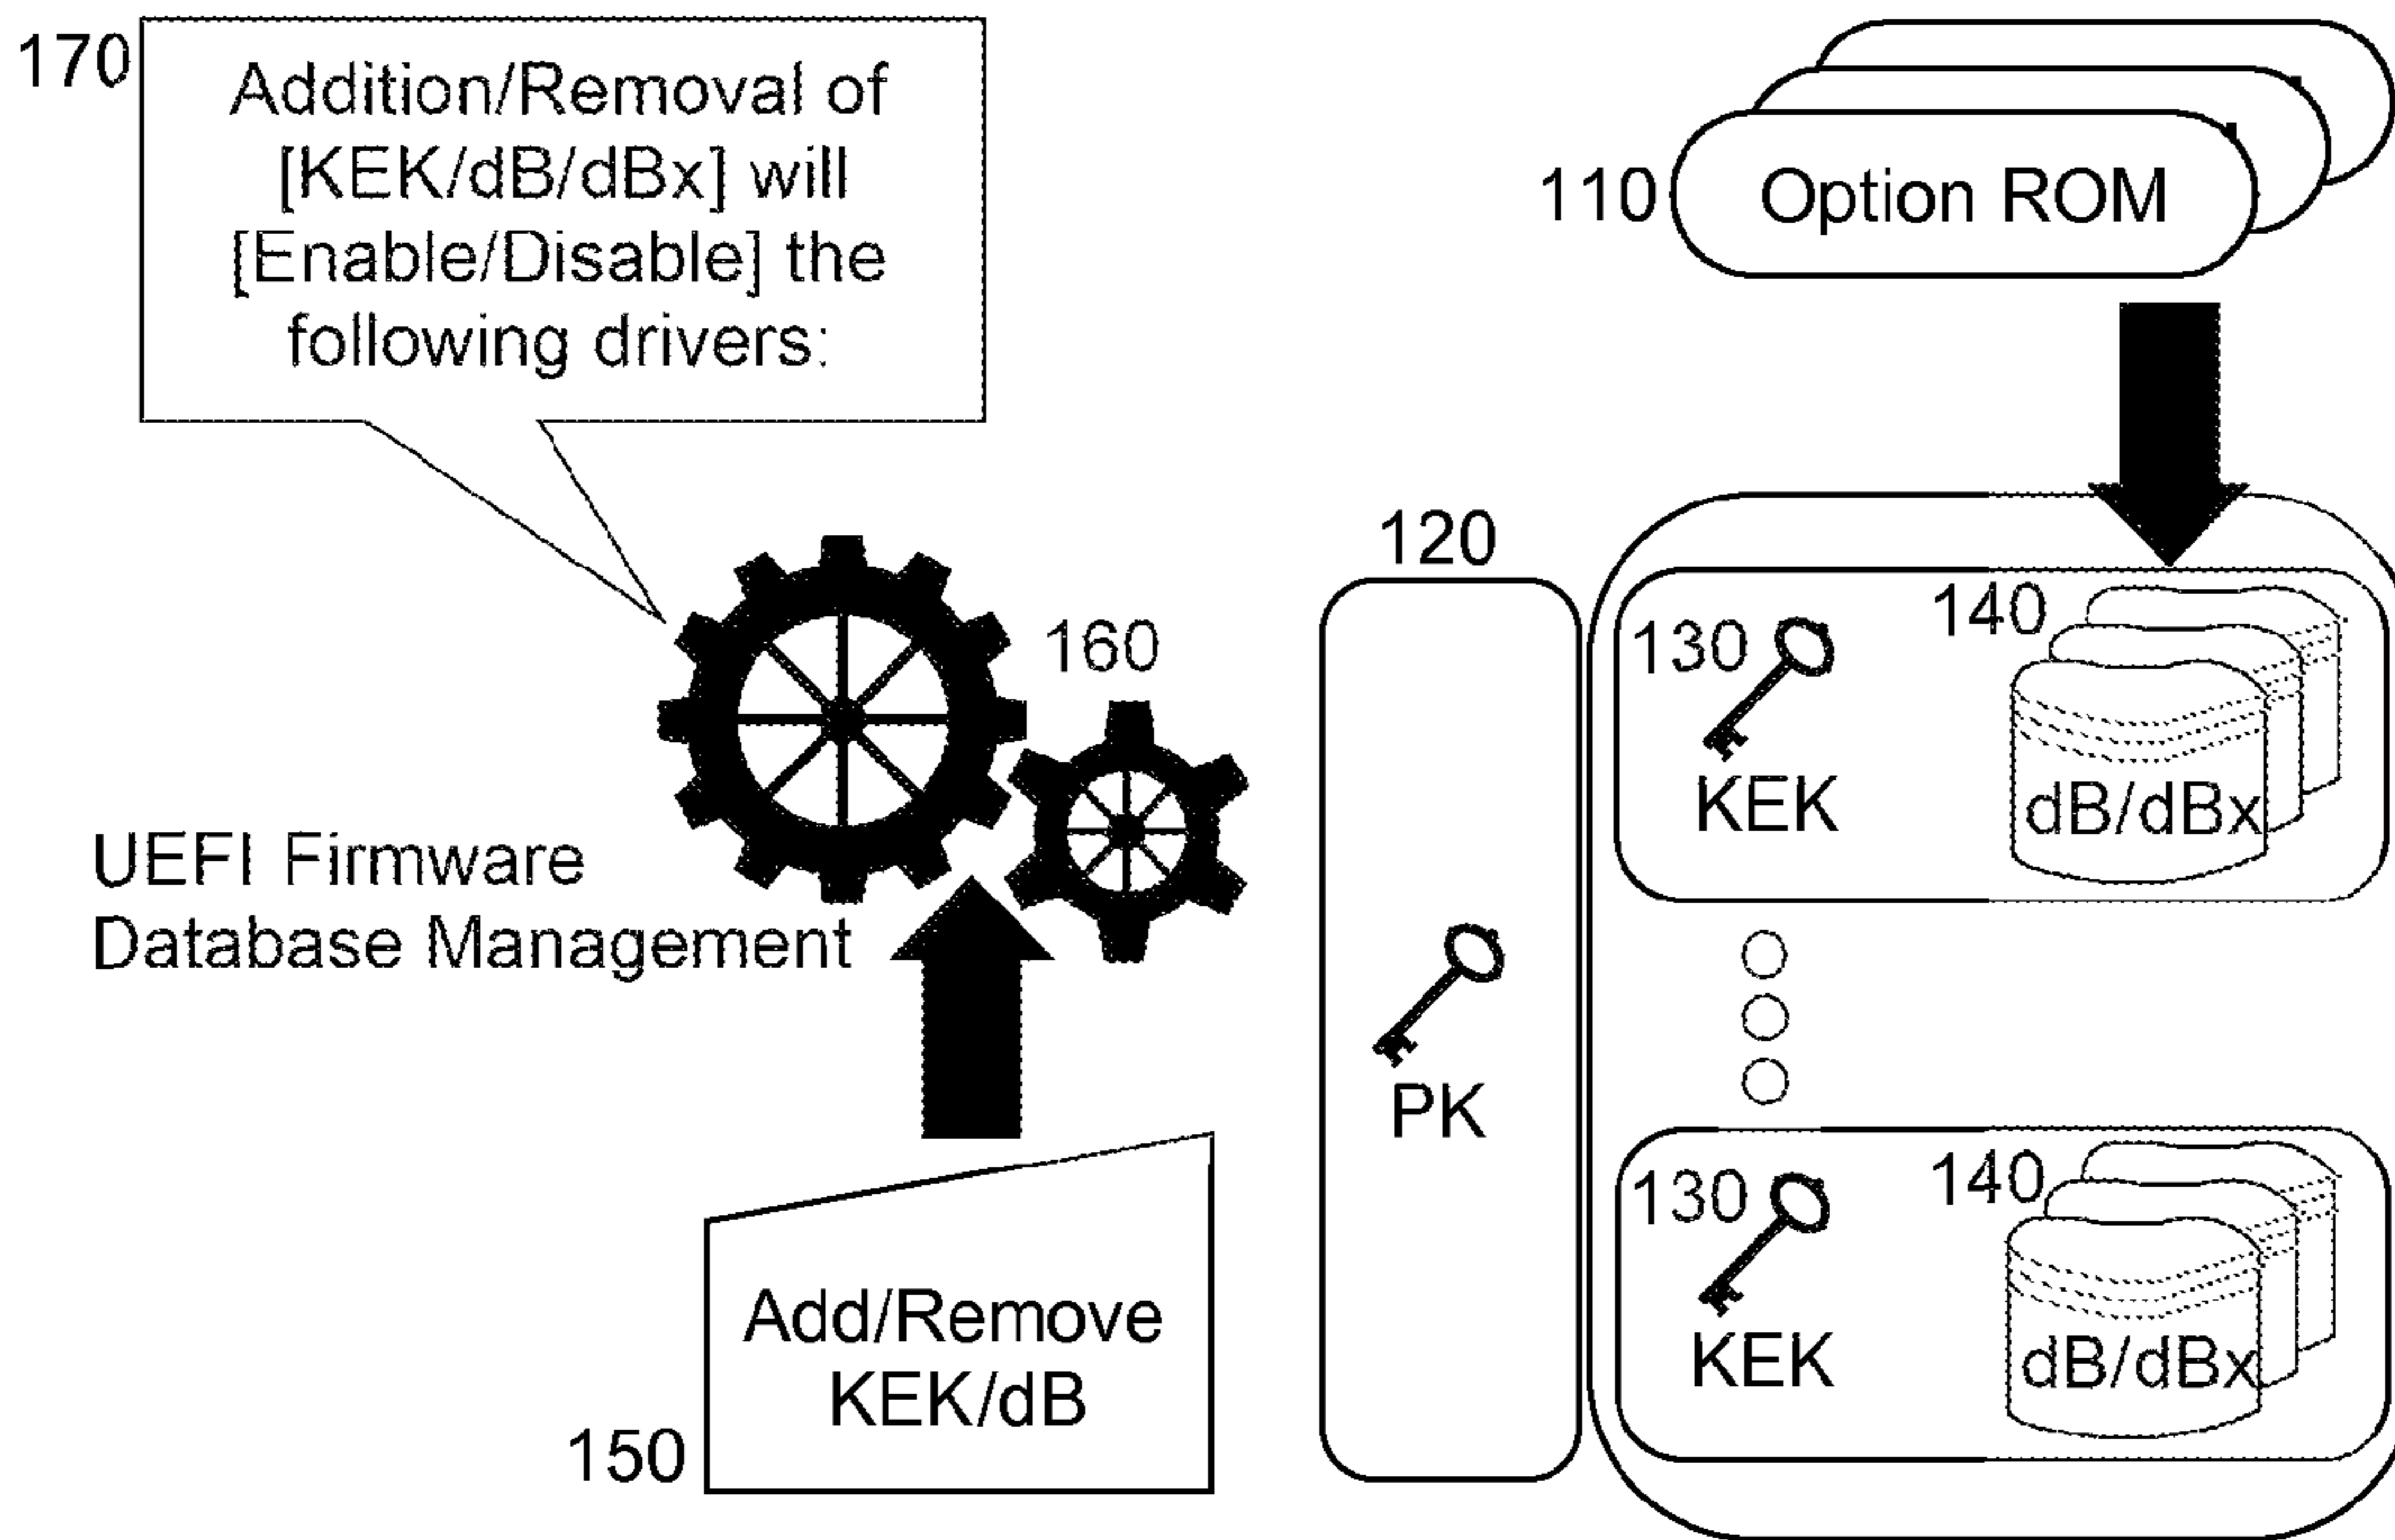 170
Addition/Removal of
[KEK/dB/dBx] will
[Enable/Disable] the
following drivers:
110
Option ROM
120
160
130
140
KEK
dB/dBx
UEFI Firmware
Database Management
PK
130
140
KEK
dB/dBx
Add/Remove
KEK/dB
150